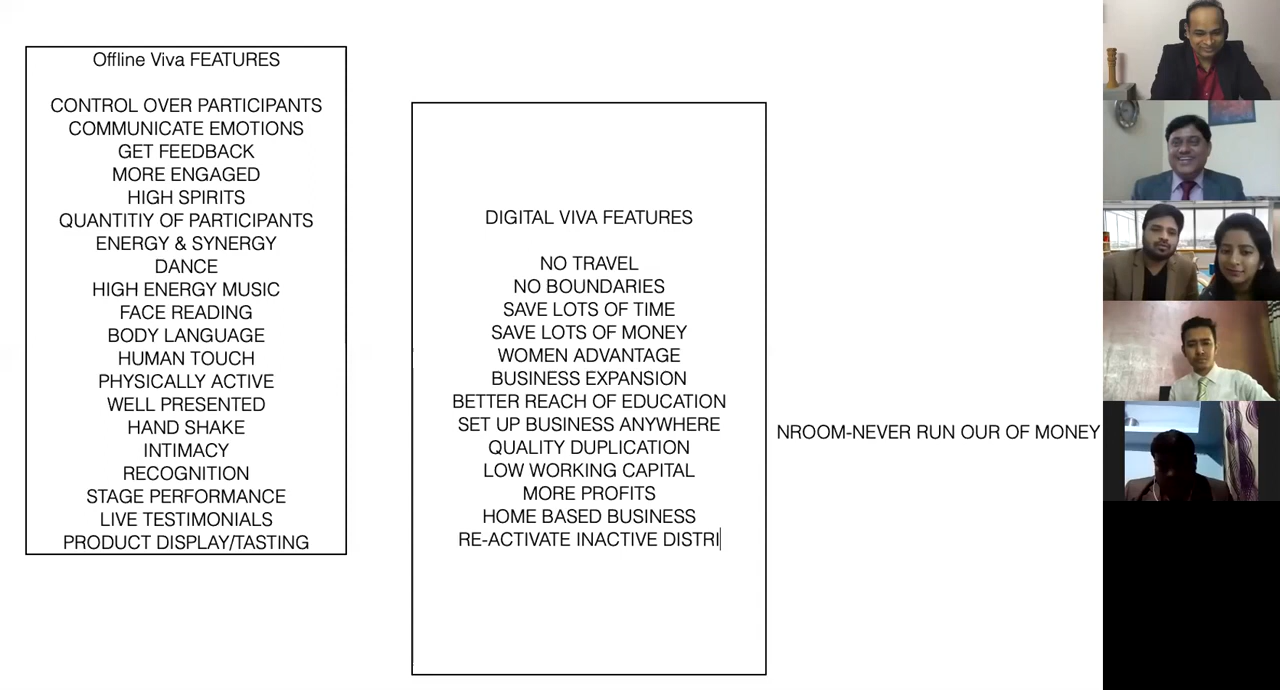 Offline Viva FEATURES
CONTROL OVER PARTICIPANTS
COMMUNICATE EMOTIONS
GET FEEDBACK
MORE ENGAGED
HIGH SPIRITS
QUANTITIY OF PARTICIPANTS
ENERGY & SYNERGY
DANCE
HIGH ENERGY MUSIC
FACE READING
BODY LANGUAGE
HUMAN TOUCH
PHYSICALLY ACTIVE
WELL PRESENTED
HAND SHAKE
INTIMACY
RECOGNITION
STAGE PERFORMANCE
LIVE TESTIMONIALS
PRODUCT DISPLAY/TASTING
DIGITAL VIVA FEATURES
NO TRAVEL
NO BOUNDARIES
SAVE LOTS OF TIME
SAVE LOTS OF MONEY
WOMEN ADVANTAGE
BUSINESS EXPANSION
BETTER REACH OF EDUCATION
SET UP BUSINESS ANYWHERE
QUALITY DUPLICATION
LOW WORKING CAPITAL
MORE PROFITS
HOME BASED BUSINESS
RE-ACTIVATE INACTIVE DISTRI
NROOM-NEVER RUN OUR OF MONEY